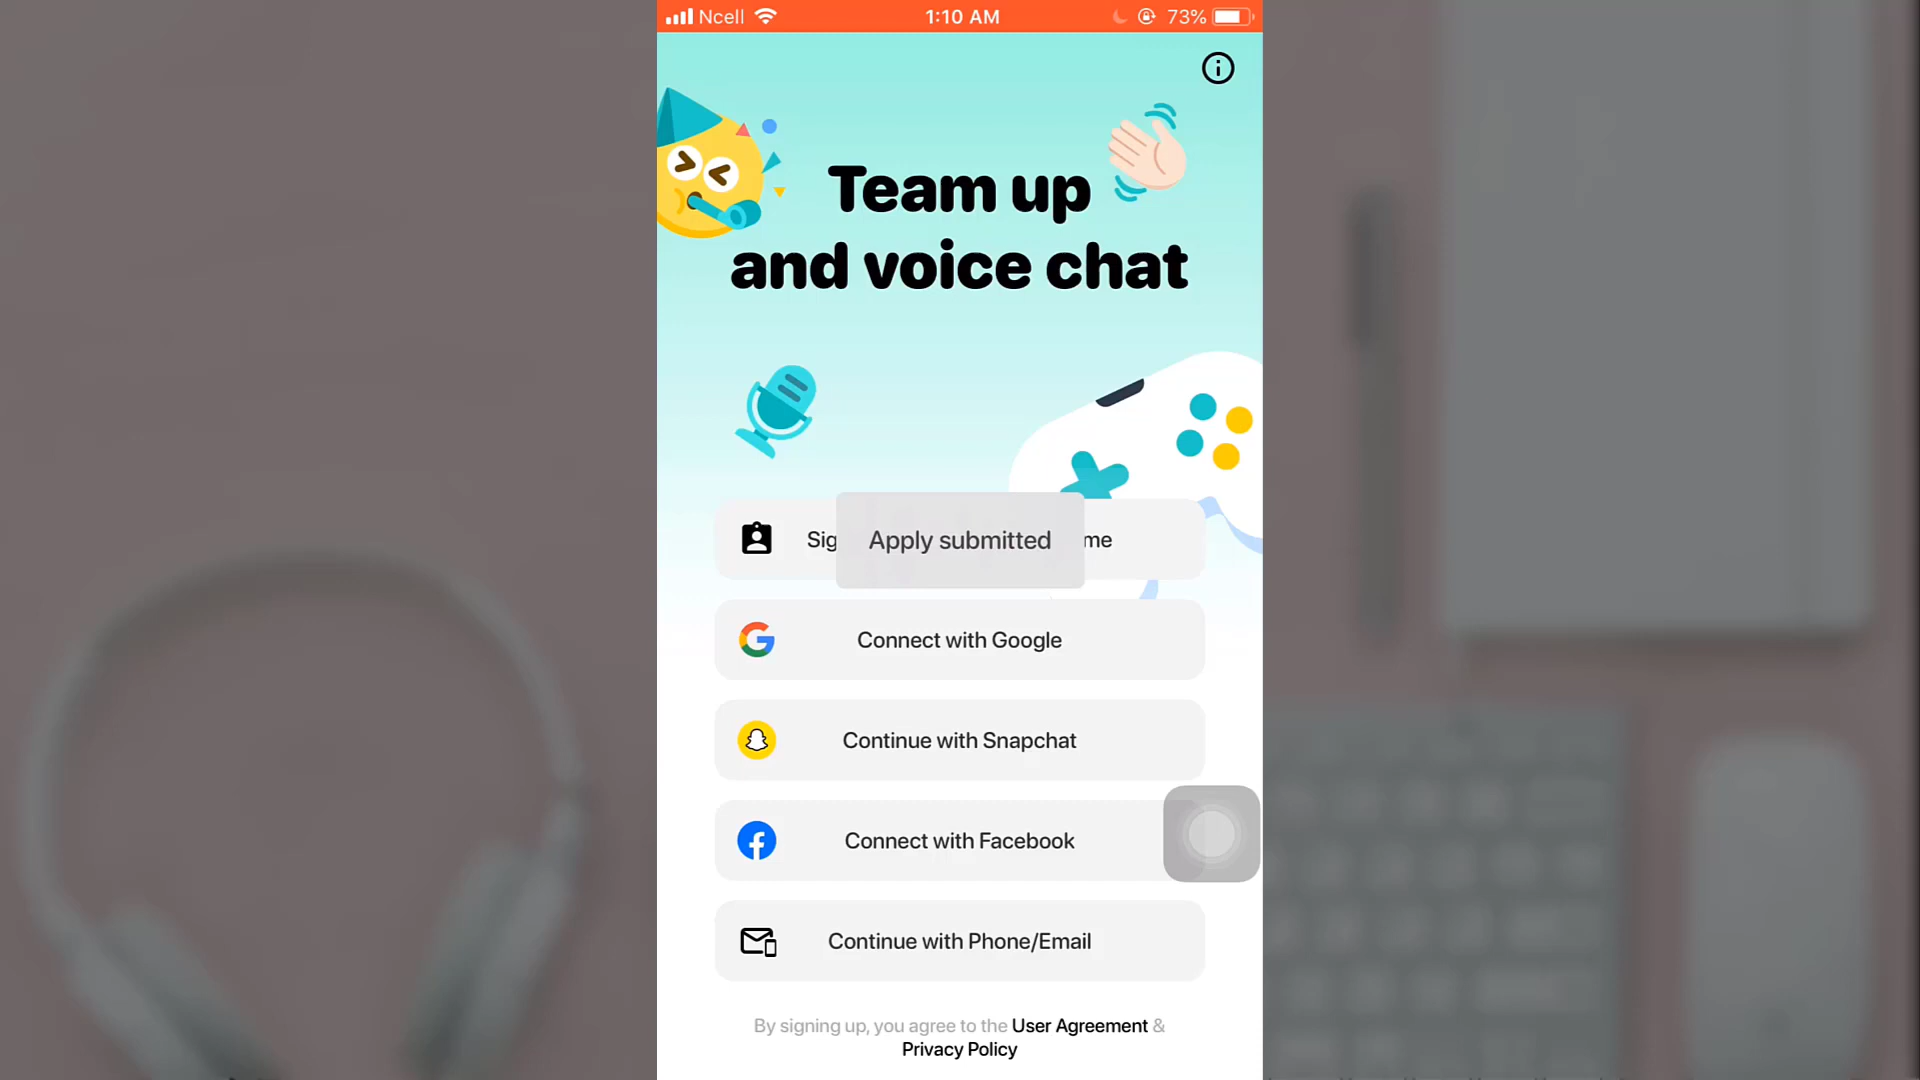 Ncell
1:10 AM
73%
Team up
and voice chat
Sig
Apply submitted
me
Connect with Google
Continue with Snapchat
Connect with Facebook
Continue with Phone/Email
By signing up, you agree to the User Agreement &
Privacy Policy